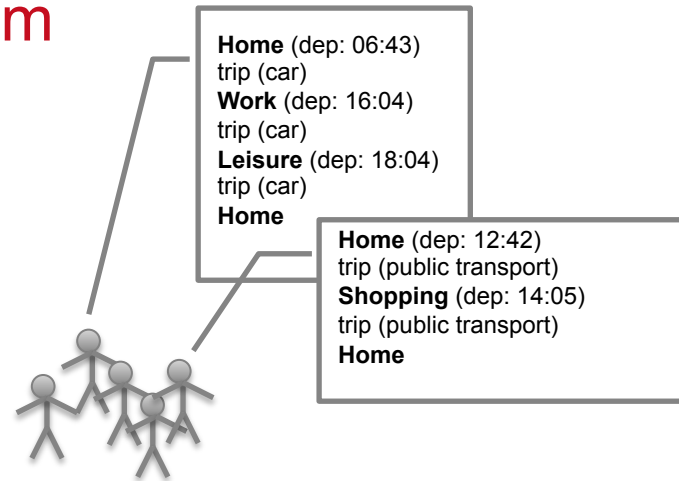 m
Home (dep: 06:43)
trip (car)
Work (dep: 16:04)
trip (car)
Leisure (dep: 18:04)
trip (car)
Home
Home (dep: 12:42)
trip (public transport)
Shopping (dep: 14:05)
trip (public transport)
Home